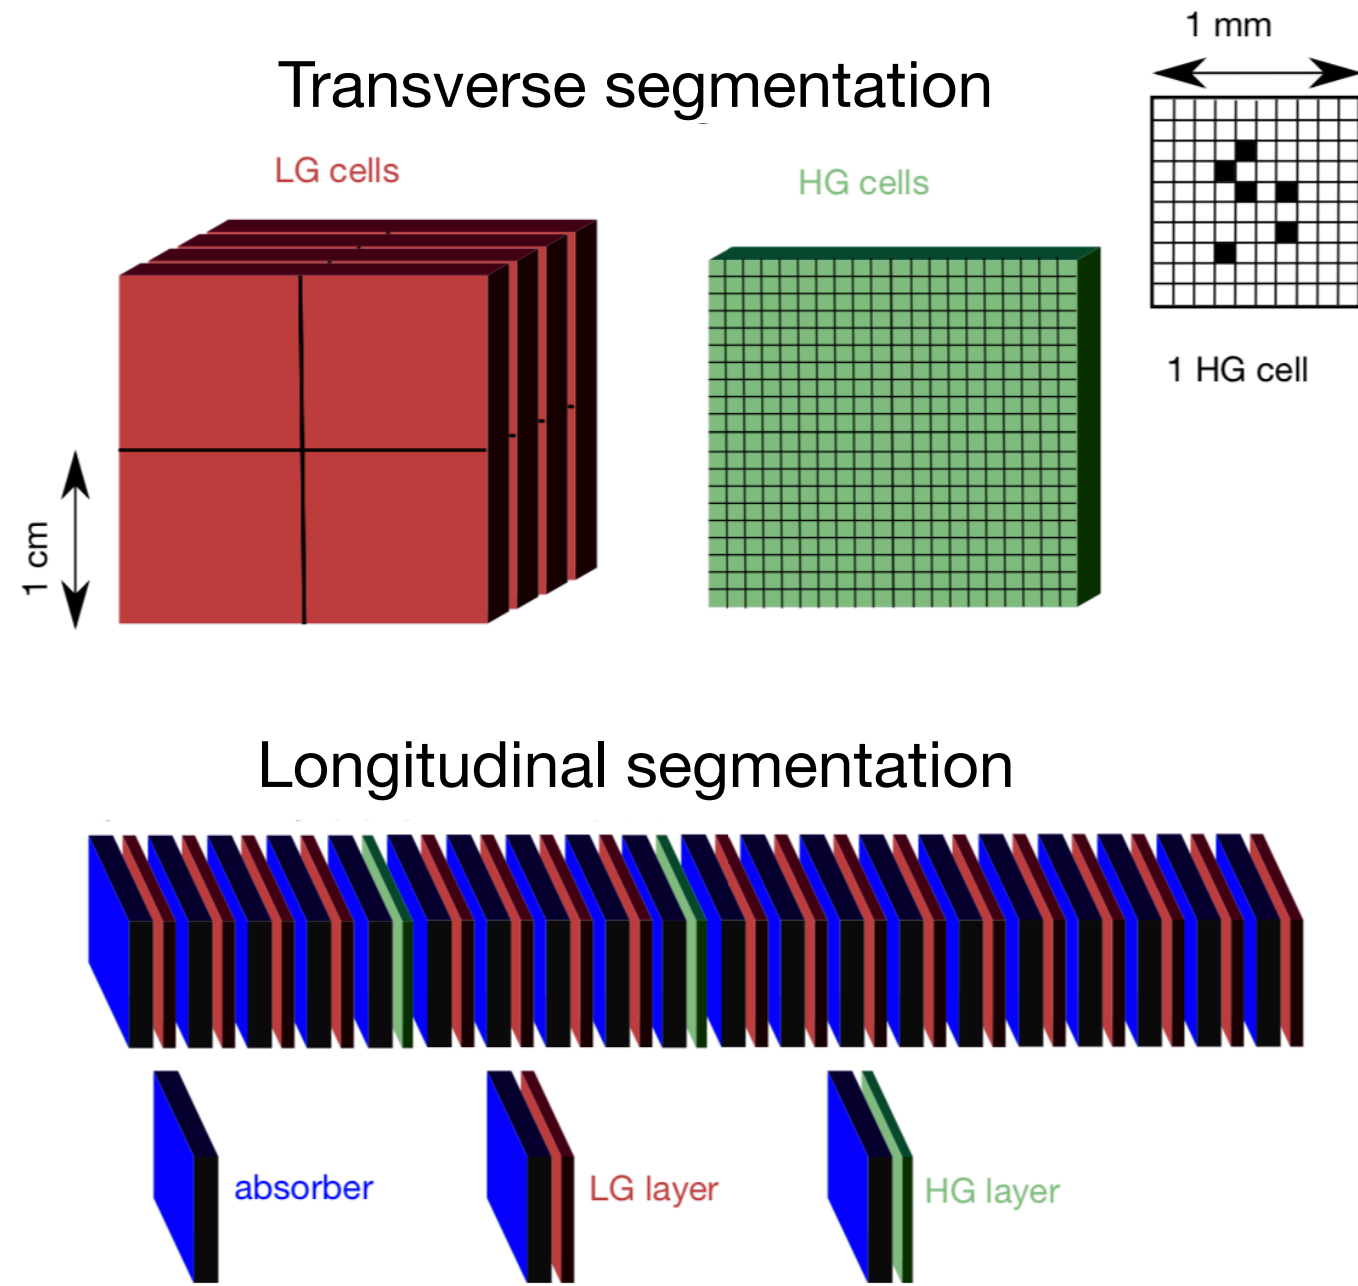 1 mm
Transverse segmentation
LG cells
HG cells
1 HG cell
1 cm
Longitudinal segmentation
absorber
LG layer
HG layer